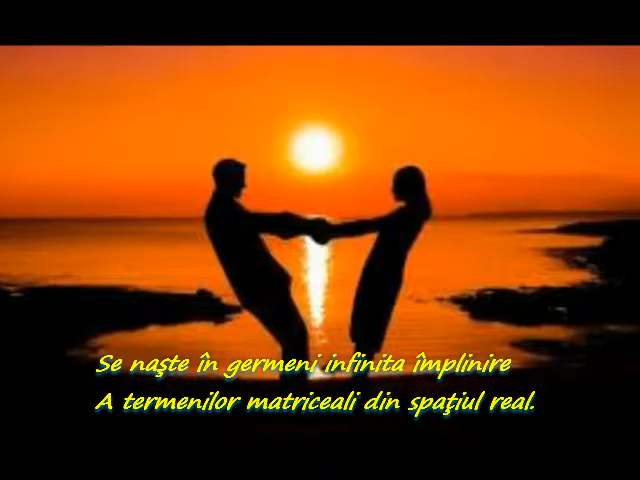 Se naşte în germeni infinita împlinire
A termenilor matriceali din spaţiul real.